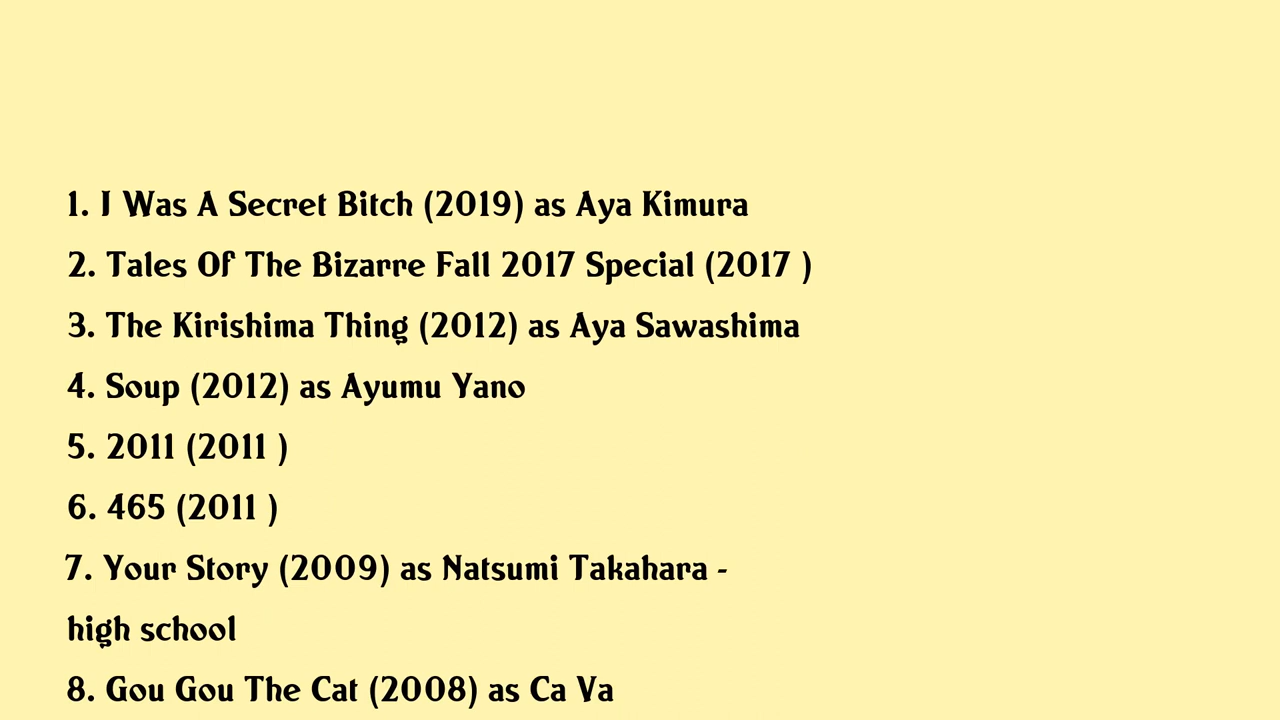 1. I Was A Secret Bitch (2019) as Aya Kimura
2. Tales Of The Bizarre Fall 2017 Special (2017 )
3. The Kirishima Thing (2012) as Aya Sawashima
4. Soup (2012) as Ayumu Yano
5. 2011 (2011 )
6. 465 (2011 )
7. Your Story (2009) as Natsumi Takahara -
high school
8. Gou Gou The Cat (2008) as Ca Va